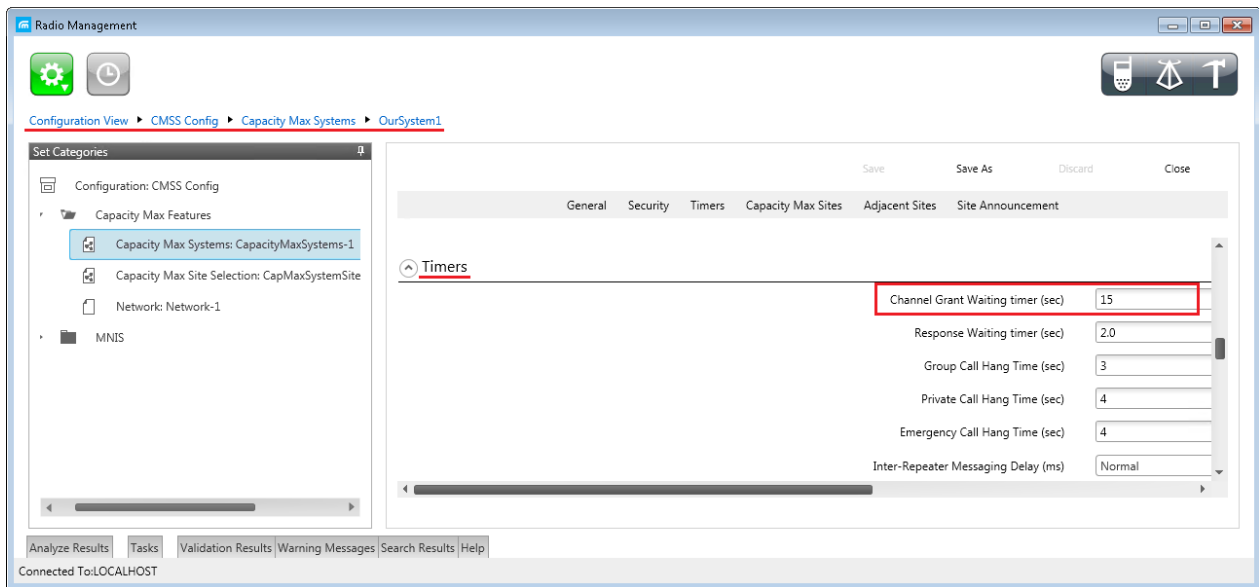 Radio Management
Configuration View CMSS Config Capacity Max Systems OurSystem1
Set Categories
Configuration: CMSS Config
Capacity Max Features
Capacity Max Systems: CapacityMaxSystems-1
Capacity Max Site Selection: CapMaxSystemSite
Network: Network-1
MNIS
Save Save As Discard Close
General Security Timers Capacity Max Sites Adjacent Sites Site Announcement
Timers
Channel Grant Waiting timer (sec) 15
Response Waiting timer (sec) 2.0
Group Call Hang Time (sec) 3
Private Call Hang Time (sec) 4
Emergency Call Hang Time (sec) 4
Inter-Repeater Messaging Delay (ms) Normal
Analyze Results Tasks Validation Results Warning Messages Search Results Help
Connected To:LOCALHOST